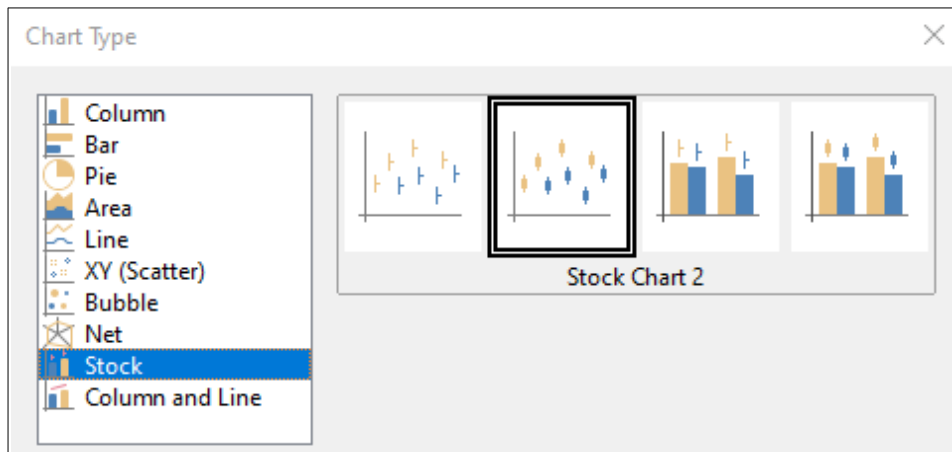 Chart Type
Column
Bar
Pie
Area
Line
XY (Scatter)
Bubble
Net
Stock
Column and Line
Stock Chart 2